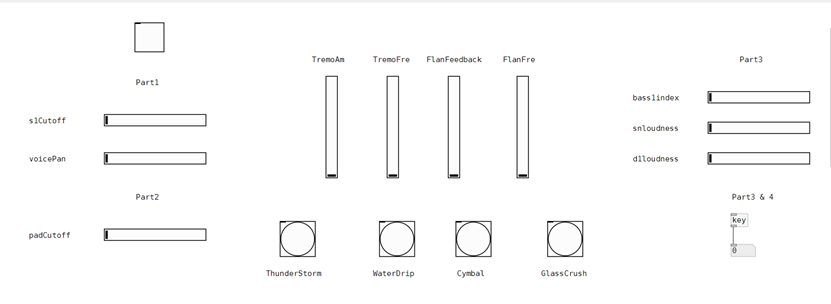 TremoAm TremoFre FlanFeedback FlanFre
Part3
Part1
bass1index
s1Cutoff
snloudness
voicePan
d1loudness
Part2
Part3 & 4
key
padCutoff
0
ThunderStorm WaterDrip Cymbal GlassCrush